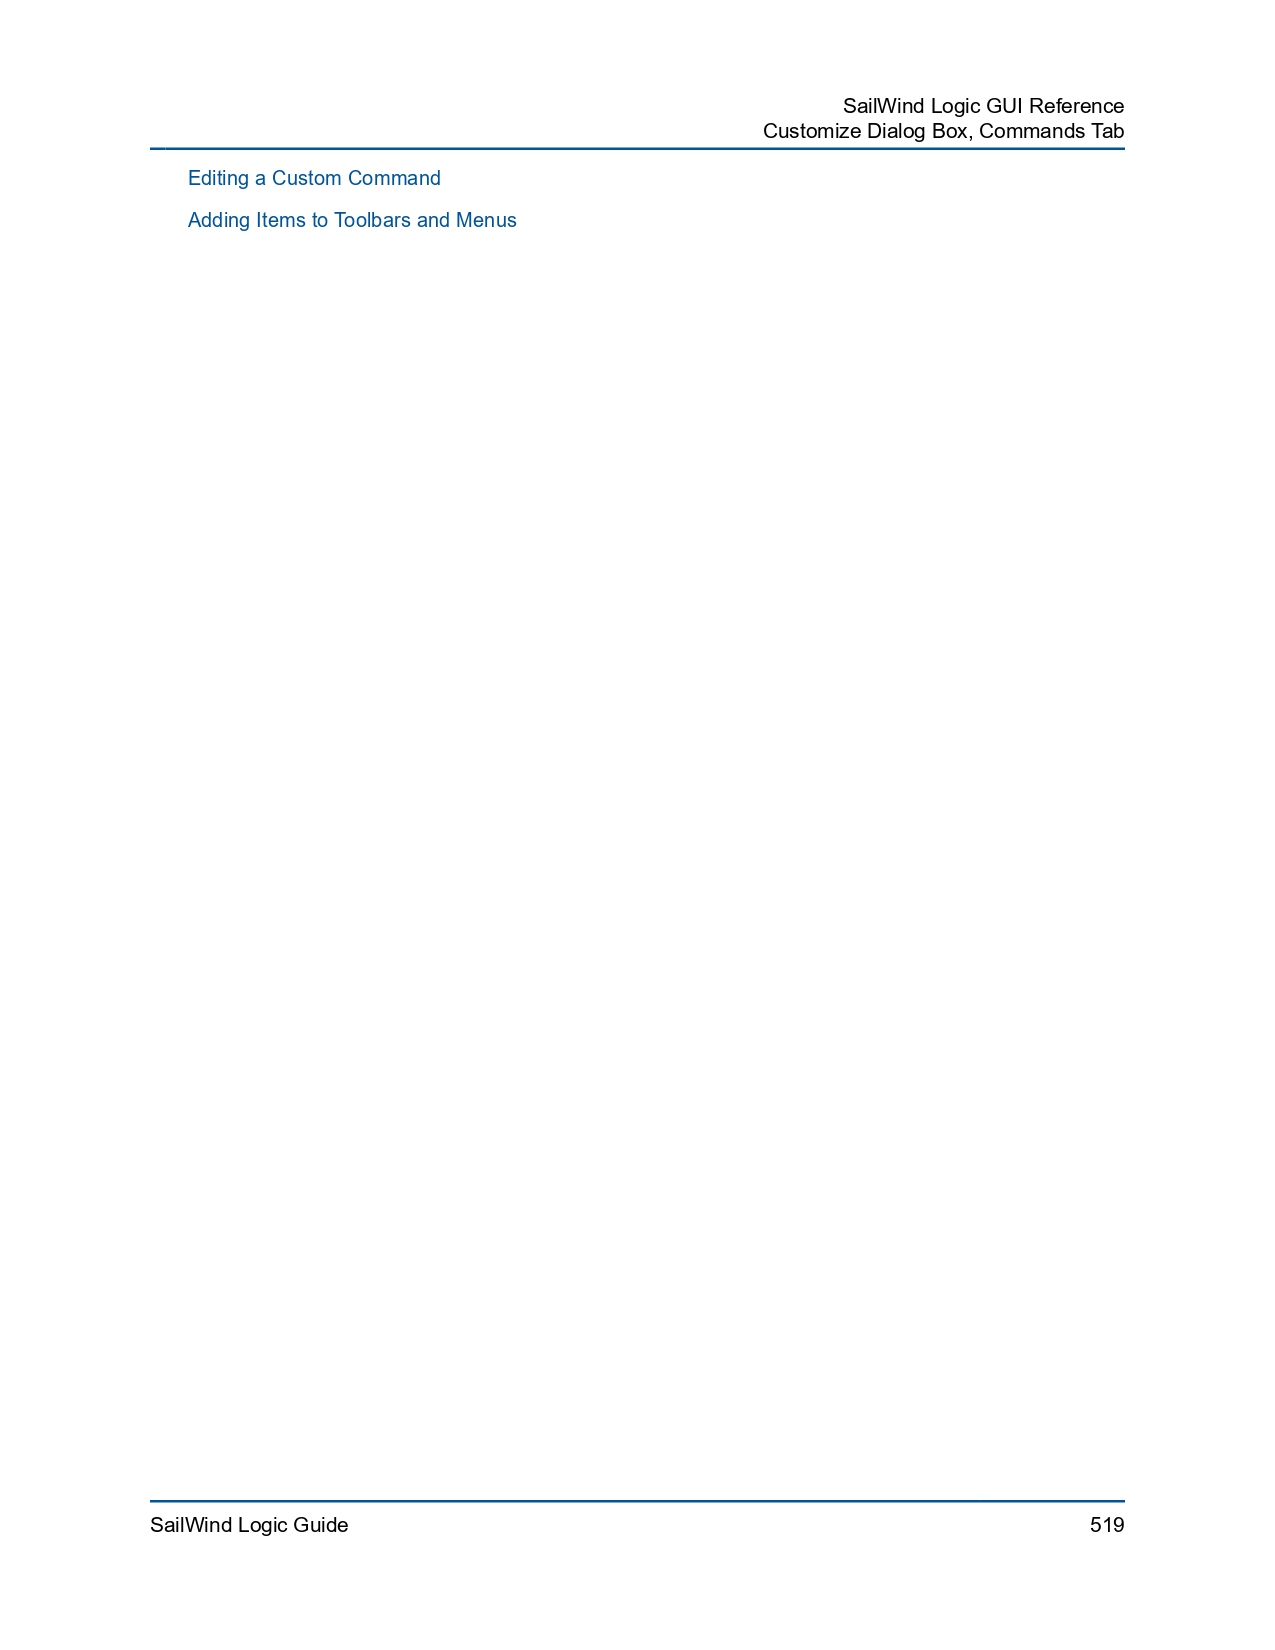 SailWind Logic GUI Reference
Customize Dialog Box, Commands Tab
Editing a Custom Command
Adding Items to Toolbars and Menus
SailWind Logic Guide
519